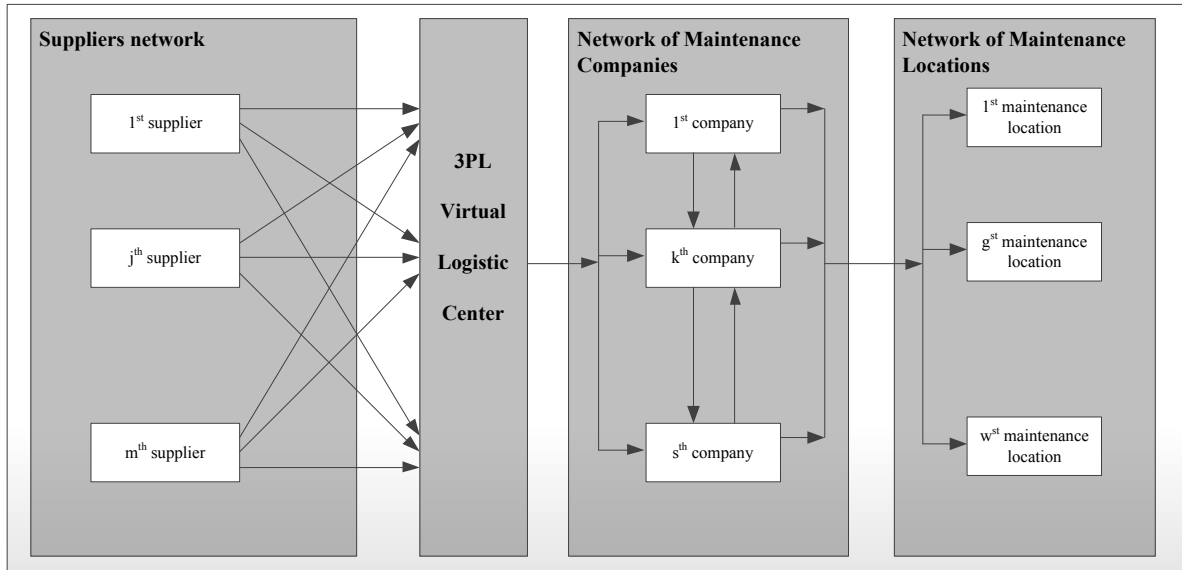 Suppliers network
1st supplier
jth supplier
mth supplier
3PL
Virtual
Logistic
Center
Network of Maintenance
Companies
1st company
kth company
sth company
Network of Maintenance
Locations
1st maintenance
location
gst maintenance
location
wst maintenance
location